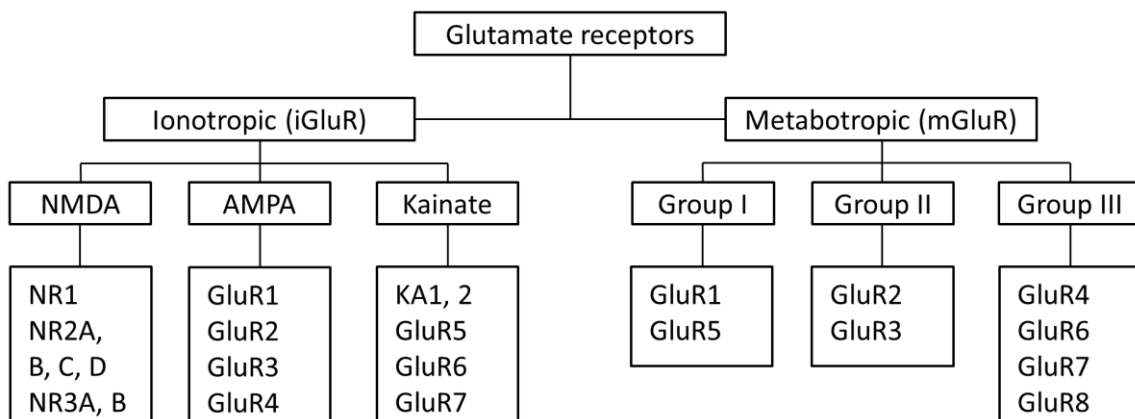 Glutamate receptors
Ionotropic (iGluR)
Metabotropic (mGluR)
NMDA
AMPA
Kainate
Group I
Group II
Group III
NR1
NR2A,
B, C, D
NR3A, B
GluR1
GluR2
GluR3
GluR4
KA1, 2
GluR5
GluR6
GluR7
GluR1
GluR5
GluR2
GluR3
GluR4
GluR6
GluR7
GluR8